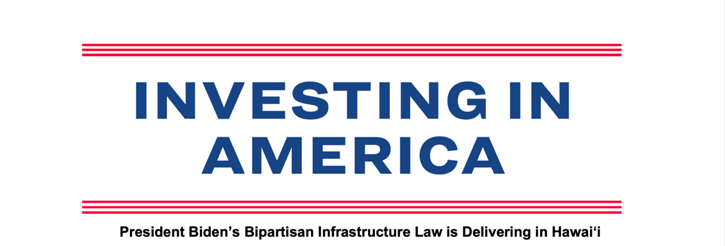 INVESTING IN
AMERICA
President Biden’s Bipartisan Infrastructure Law is Delivering in Hawaiʻi